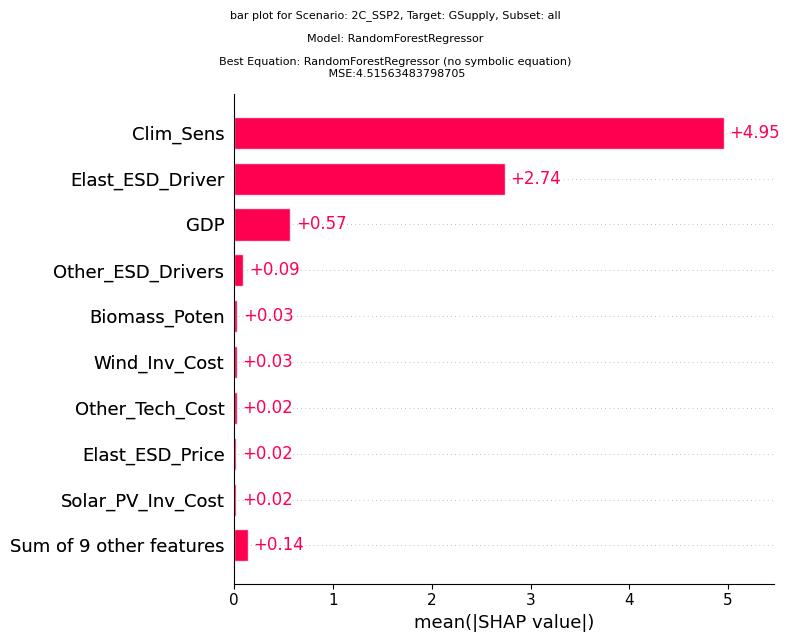 bar plot for Scenario: 2C_SSP2, Target: GSupply, Subset: all
Model: RandomForestRegressor
Best Equation: RandomForestRegressor (no symbolic equation)
MSE:4.51563483798705
Clim_Sens +4.95
Elast_ESD_Driver +2.74
GDP +0.57
Other_ESD_Drivers +0.09
Biomass_Poten +0.03
Wind_Inv_Cost +0.03
Other_Tech_Cost +0.02
Elast_ESD_Price +0.02
Solar_PV_Inv_Cost +0.02
Sum of 9 other features +0.14
0 1 2 3 4 5
mean(|SHAP value|)